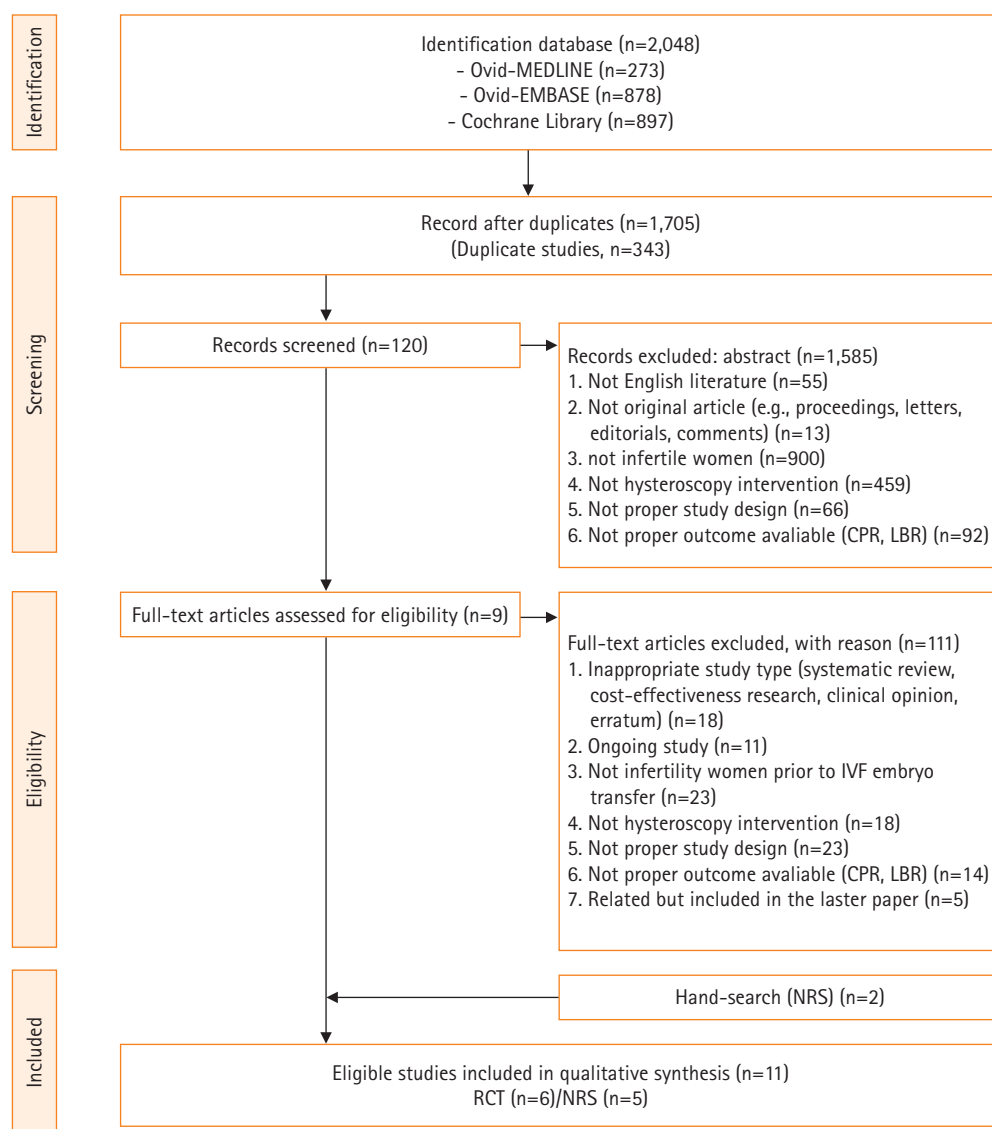 Identification
Identification database (n=2,048)
- Ovid-MEDLINE (n=273)
- Ovid-EMBASE (n=878)
- Cochrane Library (n=897)
Screening
Record after duplicates (n=1,705)
(Duplicate studies, n=343)
Records screened (n=120)
Records excluded: abstract (n=1,585)
1. Not English literature (n=55)
2. Not original article (e.g., proceedings, letters,
editorials, comments) (n=13)
3. not infertile women (n=900)
4. Not hysteroscopy intervention (n=459)
5. Not proper study design (n=66)
6. Not proper outcome avaliable (CPR, LBR) (n=92)
Eligibility
Full-text articles assessed for eligibility (n=9)
Full-text articles excluded, with reason (n=111)
1. Inappropriate study type (systematic review,
cost-effectiveness research, clinical opinion,
erratum) (n=18)
2. Ongoing study (n=11)
3. Not infertility women prior to IVF embryo
transfer (n=23)
4. Not hysteroscopy intervention (n=18)
5. Not proper study design (n=23)
6. Not proper outcome avaliable (CPR, LBR) (n=14)
7. Related but included in the laster paper (n=5)
Included
Hand-search (NRS) (n=2)
Eligible studies included in qualitative synthesis (n=11)
RCT (n=6)/NRS (n=5)